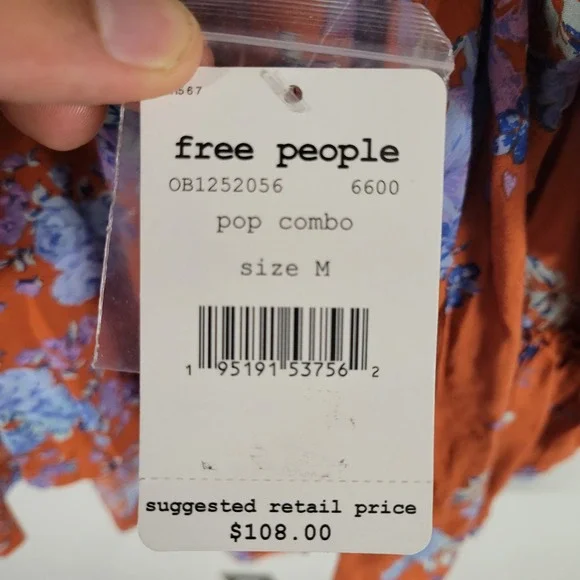 free people
OB1252056 6600
pop combo
size M
1 95191 53756 2
suggested retail price
$108.00